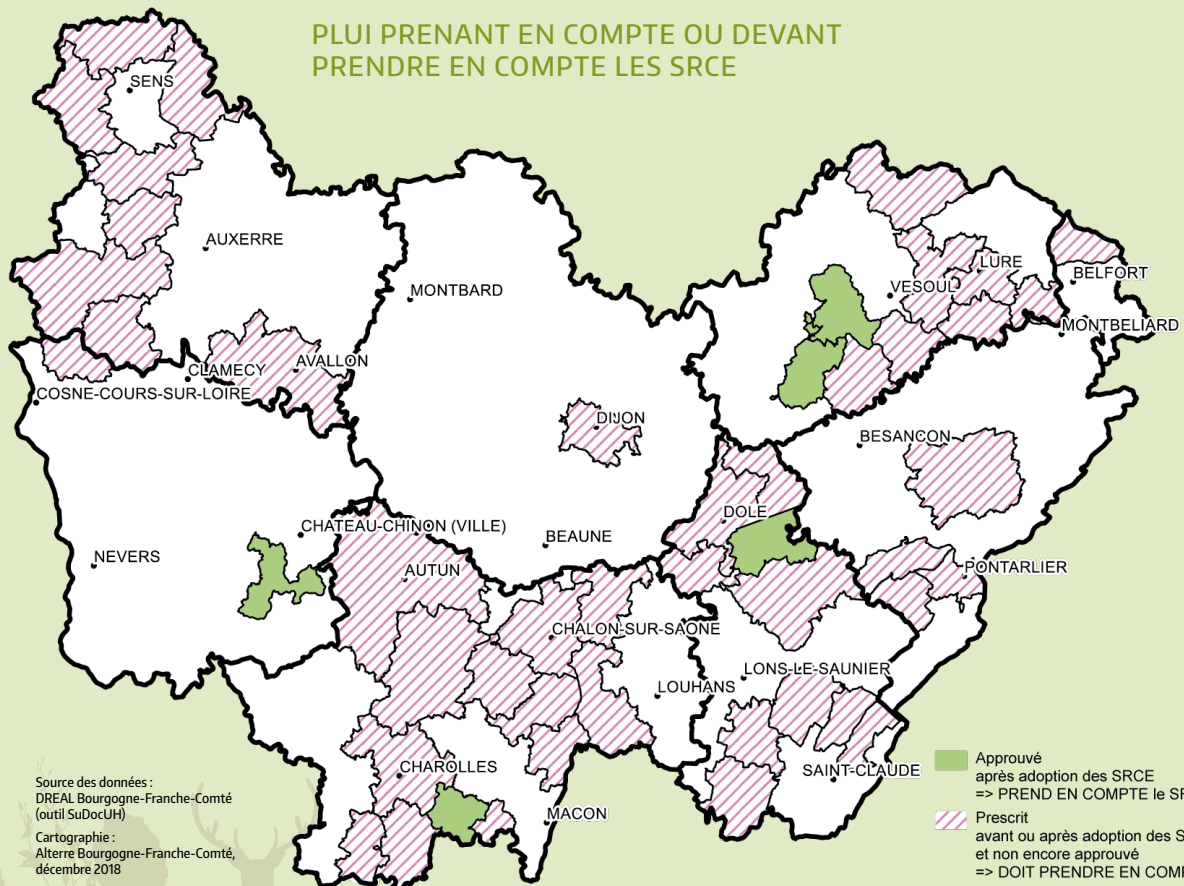 PLUI PRENANT EN COMPTE OU DEVANT
PRENDRE EN COMPTE LES SRCE
SENS
AUXERRE
MONTBARD
LURE
VESOUL
BELFORT
MONTBELIARD
CLAMECY
AVALLON
COSNE-COURS-SUR-LOIRE
DIJON
BESANCON
DOLE
CHATEAU-CHINON (VILLE)
BEAUNE
NEVERS
AUTUN
PONTARLIER
CHALON-SUR-SAONE
LONS-LE-SAUNIER
LOUHANS
CHAROLLES
SAINT-CLAUDE
MACON
Source des données :
DREAL Bourgogne-Franche-Comté
(outil SuDocUH)
Cartographie :
Alterre Bourgogne-Franche-Comté,
décembre 2018
Approuvé
après adoption des SRCE
=> PREND EN COMPTE le
Prescrit
avant ou après adoption des
et non encore approuvé
=> DOIT PRENDRE EN